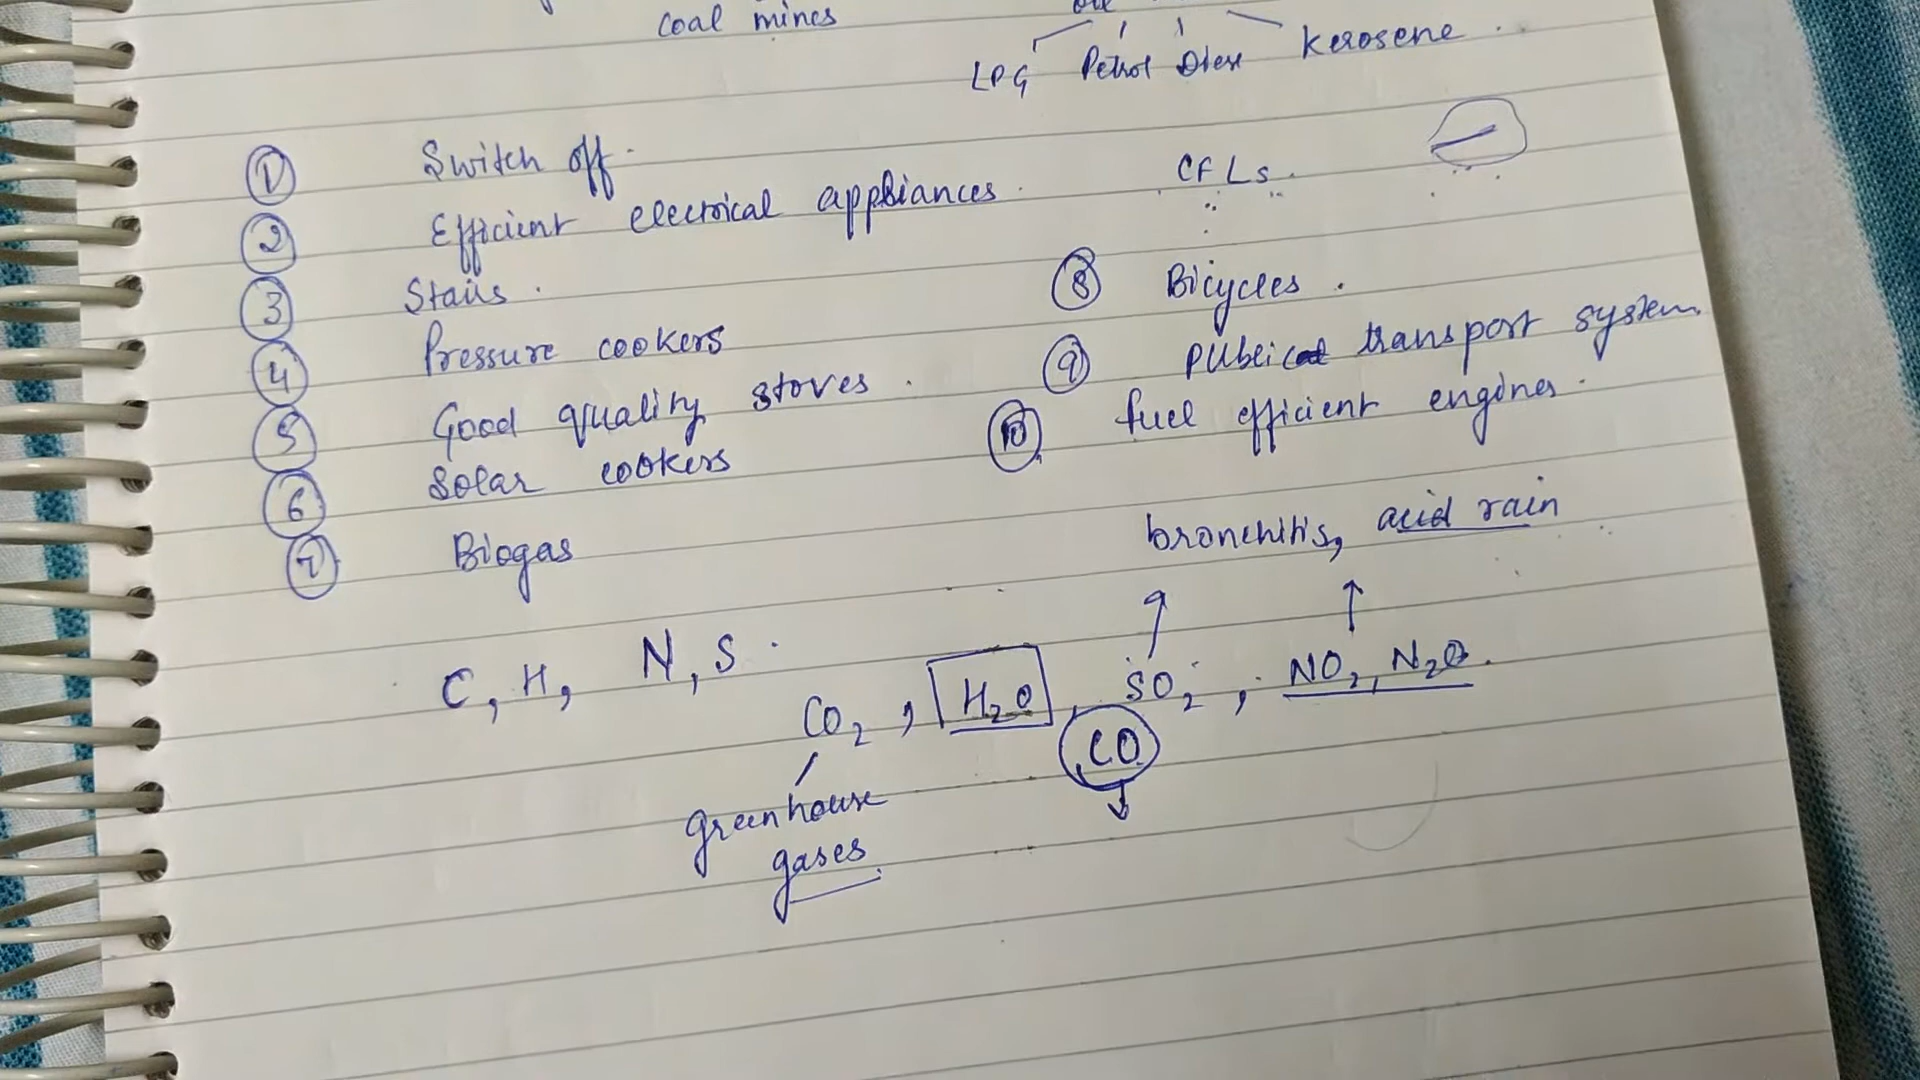 coal mines
LPG Petrol Kerosene
① Switch off.
② Efficient electrical appliances. CFLs.
③ Stairs.
④ Pressure cookers
⑤ Good quality stoves.
⑥ Solar cookers
⑦ Biogas
⑧ Bicycles.
⑨ Public transport system
⑩ fuel efficient engines.
bronchitis, acid rain
C, H, N, S.
CO2, H2O, SO2, NO2, N2O.
CO
greenhouse
gases